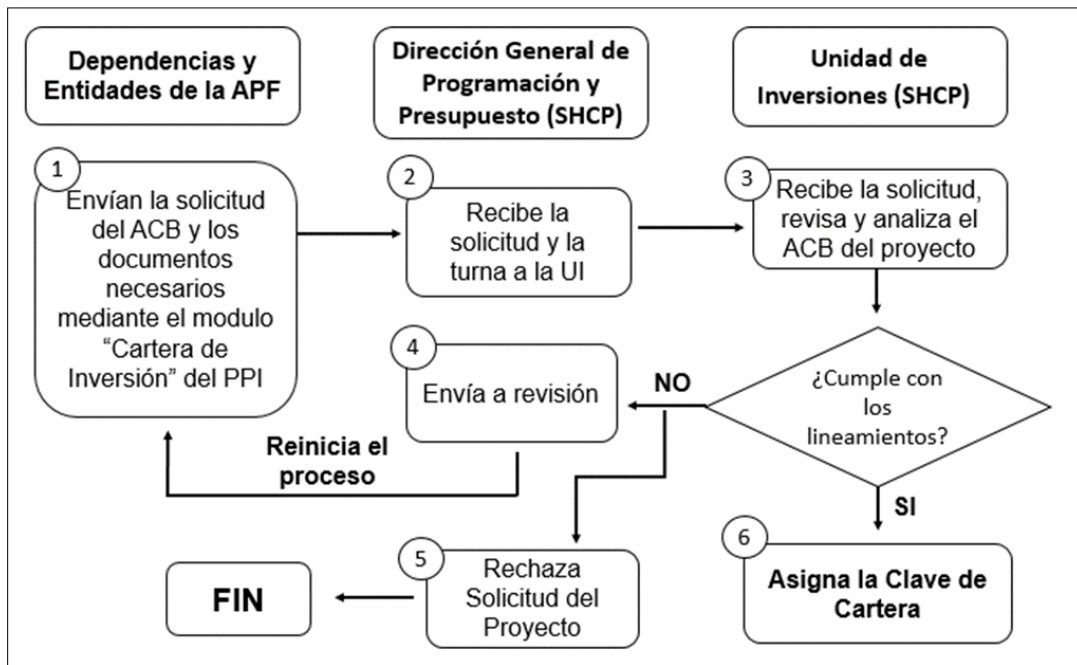 Dependencias y
Entidades de la APF
Dirección General de
Programación y
Presupuesto (SHCP)
Unidad de
Inversiones (SHCP)
1
Envían la solicitud
del ACB y los
documentos
necesarios
mediante el modulo
“Cartera de
Inversión” del PPI
2
Recibe la
solicitud y la
turna a la UI
3
Recibe la solicitud,
revisa y analiza el
ACB del proyecto
4
Envía a revisión
NO
¿Cumple con
los
lineamientos?
Reinicia el
proceso
SI
5
Rechaza
Solicitud del
Proyecto
FIN
6
Asigna la Clave de
Cartera